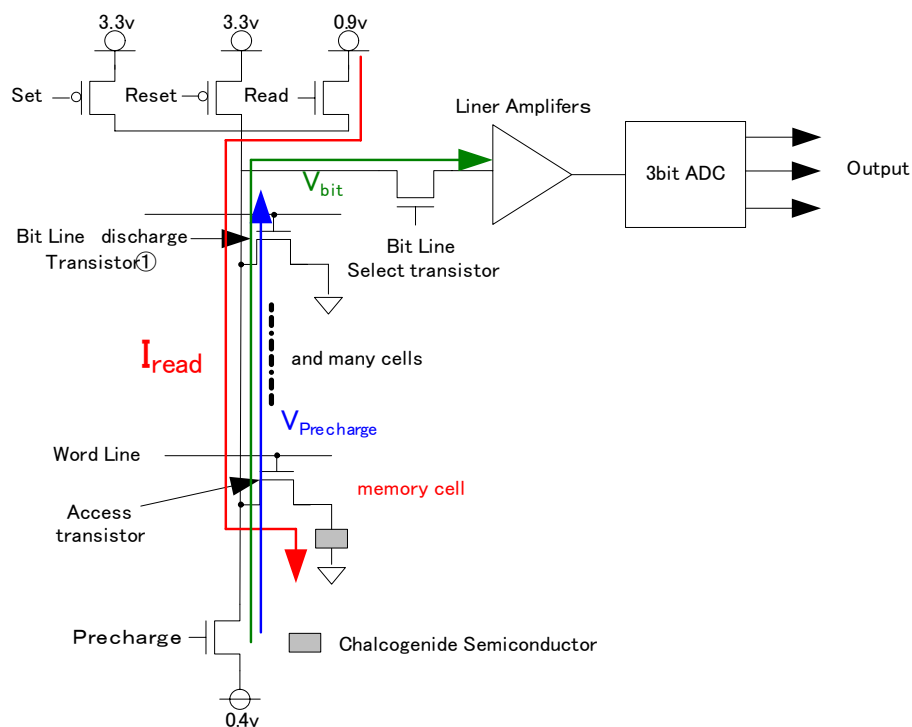 3.3v 3.3v 0.9v
Set Reset Read
Liner Amplifers
3bit ADC
Output
Vbit
Bit Line discharge
Transistor①
Bit Line
Select transistor
Iread
and many cells
VPrecharge
Word Line
memory cell
Access
transistor
Precharge
Chalcogenide Semiconductor
0.4v